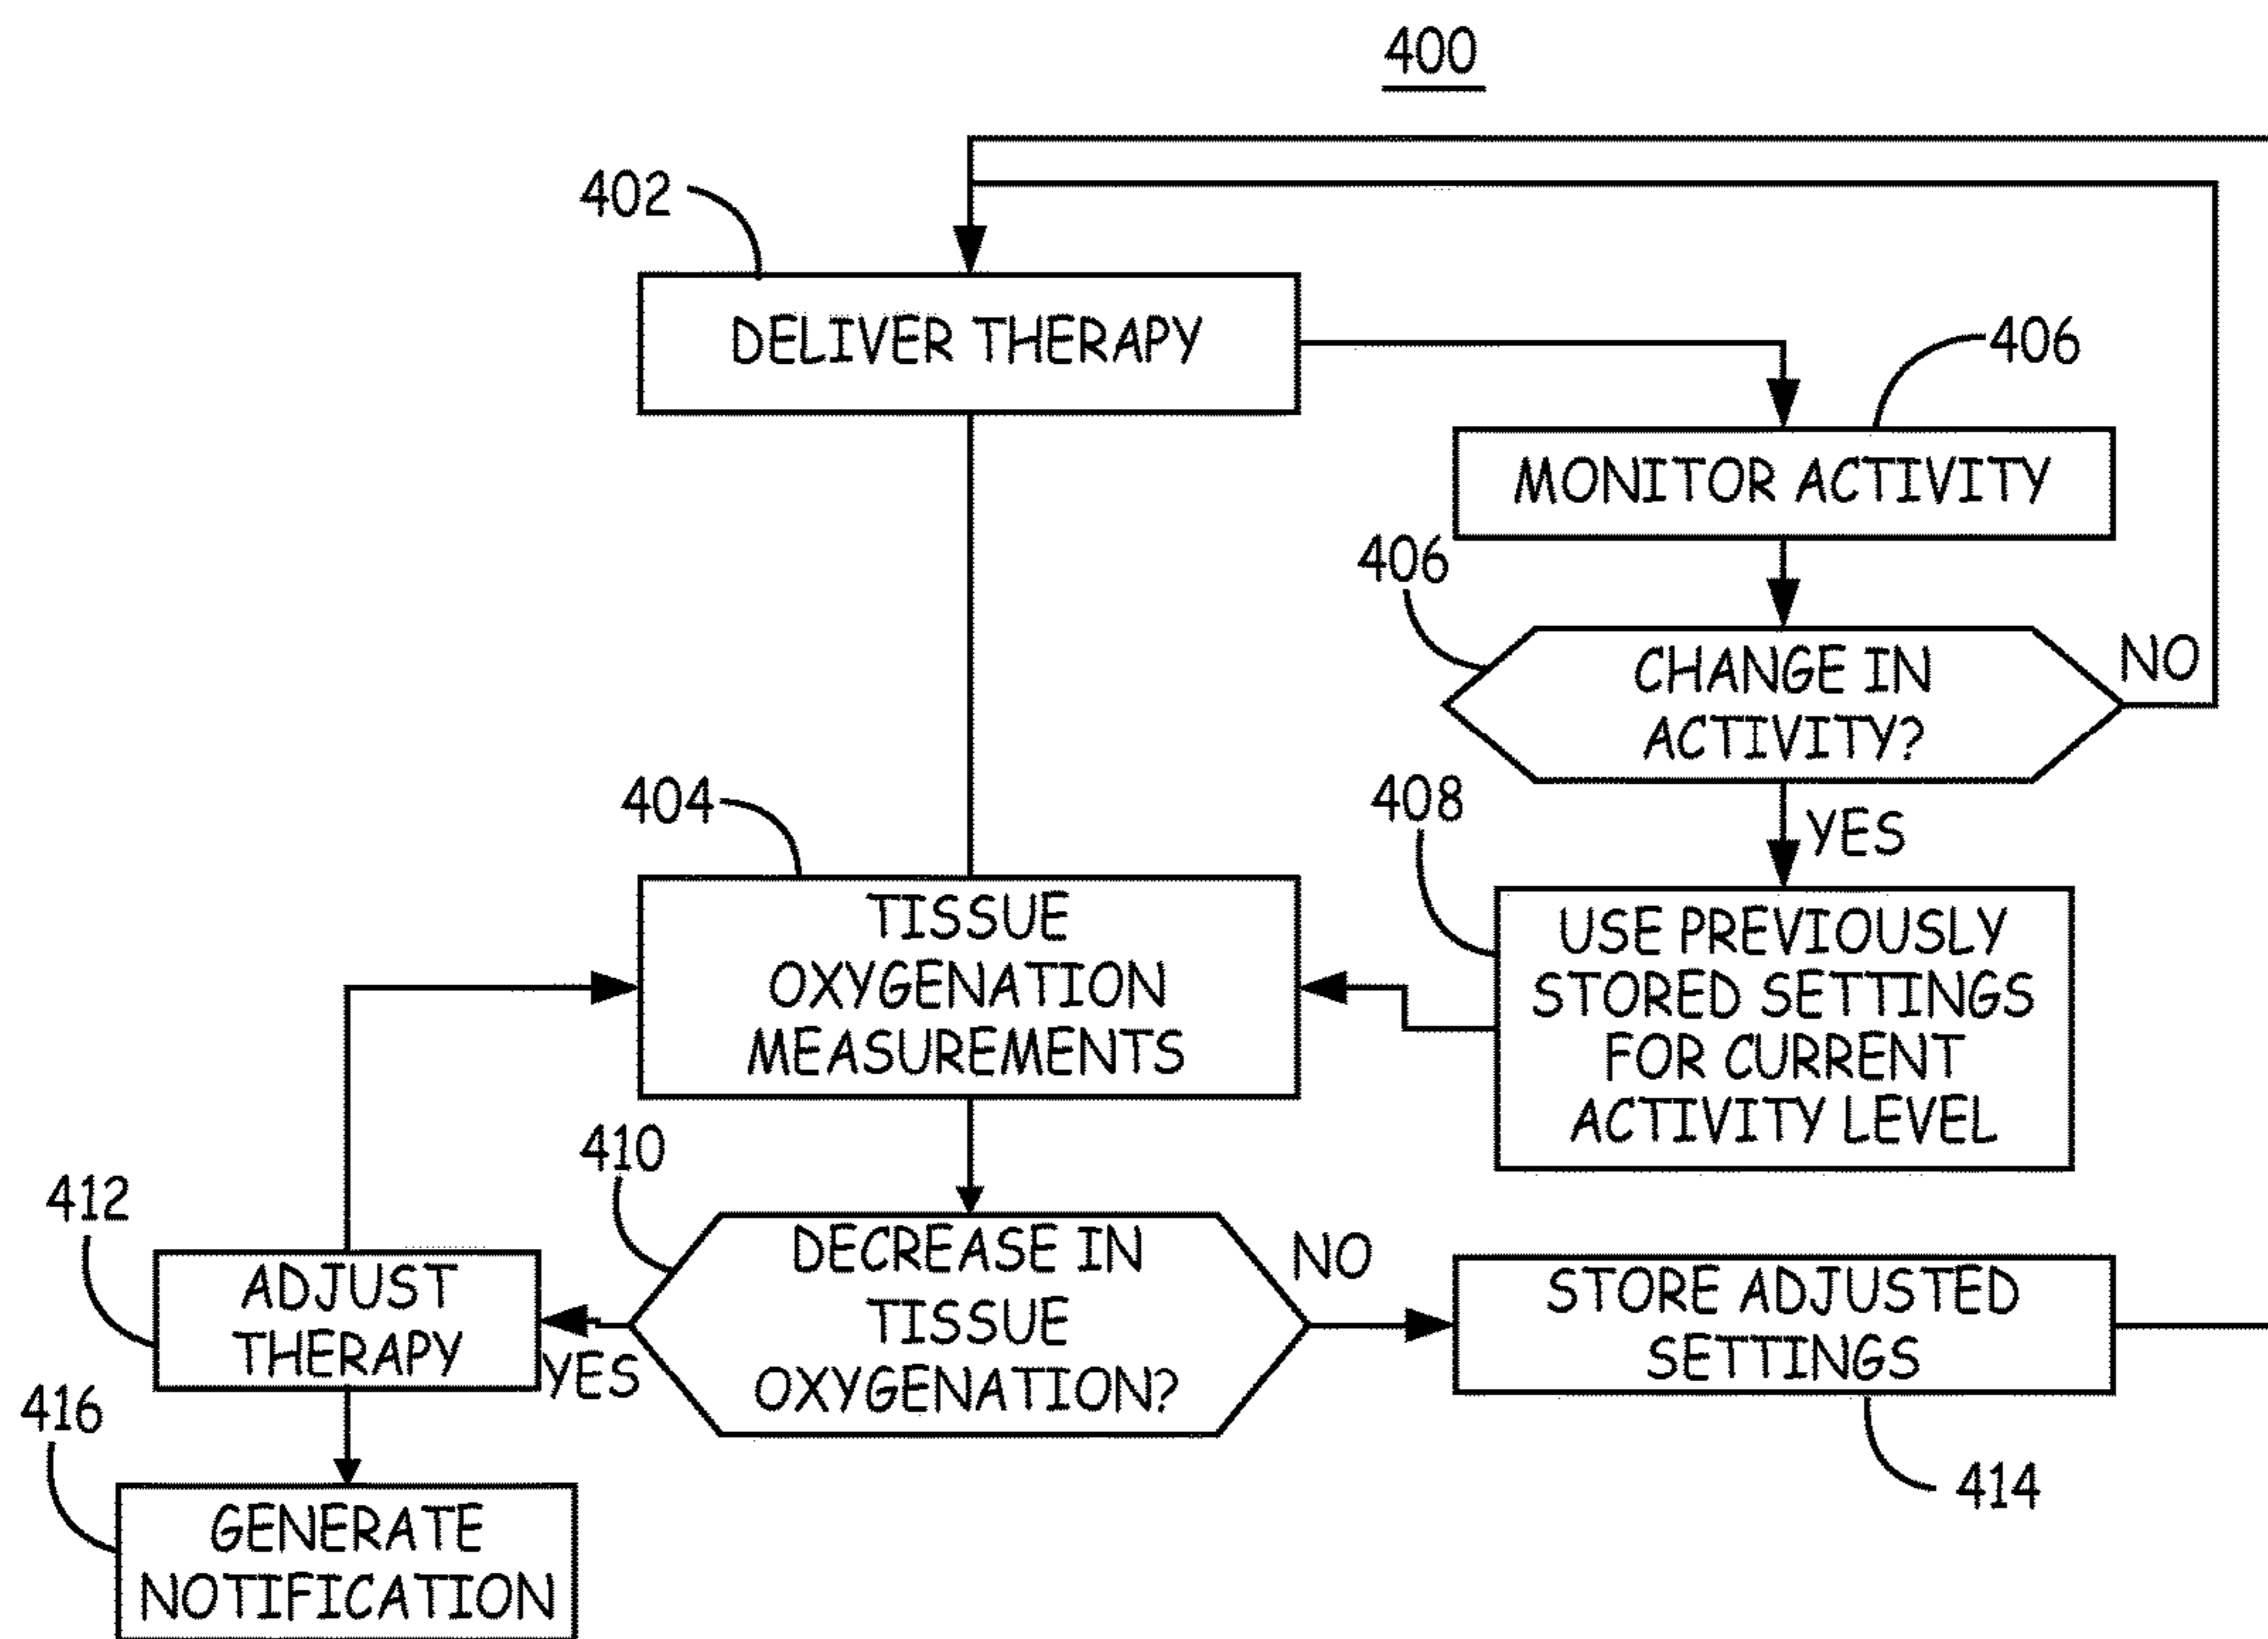 400
402
DELIVER THERAPY
406
MONITOR ACTIVITY
406
CHANGE IN
ACTIVITY?
NO
YES
404
TISSUE
OXYGENATION
MEASUREMENTS
408
USE PREVIOUSLY
STORED SETTINGS
FOR CURRENT
ACTIVITY LEVEL
410
DECREASE IN
TISSUE
OXYGENATION?
NO
YES
412
ADJUST
THERAPY
STORE ADJUSTED
SETTINGS
414
416
GENERATE
NOTIFICATION